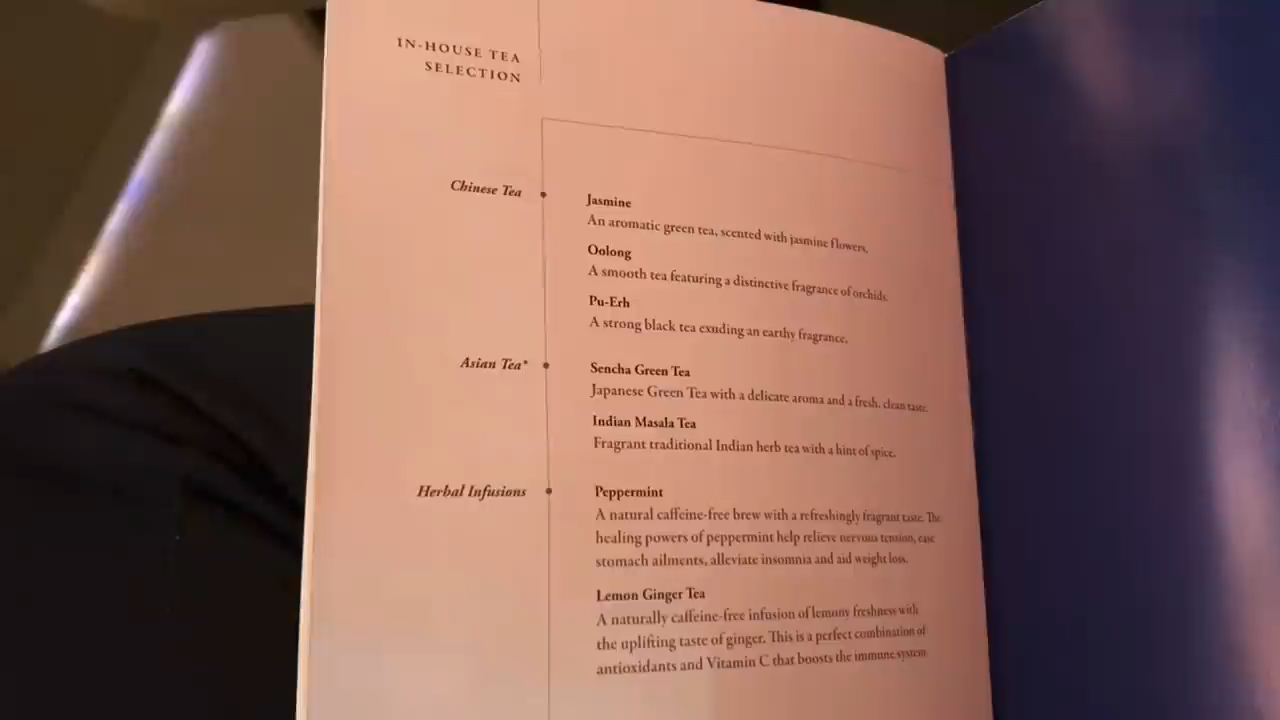 IN-HOUSE TEA
SELECTION
Chinese Tea
Jasmine
An aromatic green tea, scented with jasmine flowers.
Oolong
A smooth tea featuring a distinctive fragrance of orchids.
Pu-Erh
A strong black tea exuding an earthy fragrance.
Asian Tea*
Sencha Green Tea
Japanese Green Tea with a delicate aroma and a fresh, clean taste.
Indian Masala Tea
Fragrant traditional Indian herb tea with a hint of spice.
Herbal Infusions
Peppermint
A natural caffeine-free brew with a refreshingly fragrant taste. The
healing powers of peppermint help relieve nervous tension, ease
stomach ailments, alleviate insomnia and aid weight loss.
Lemon Ginger Tea
A naturally caffeine-free infusion of lemony freshness with
the uplifting taste of ginger. This is a perfect combination of
antioxidants and Vitamin C that boosts the immune system.